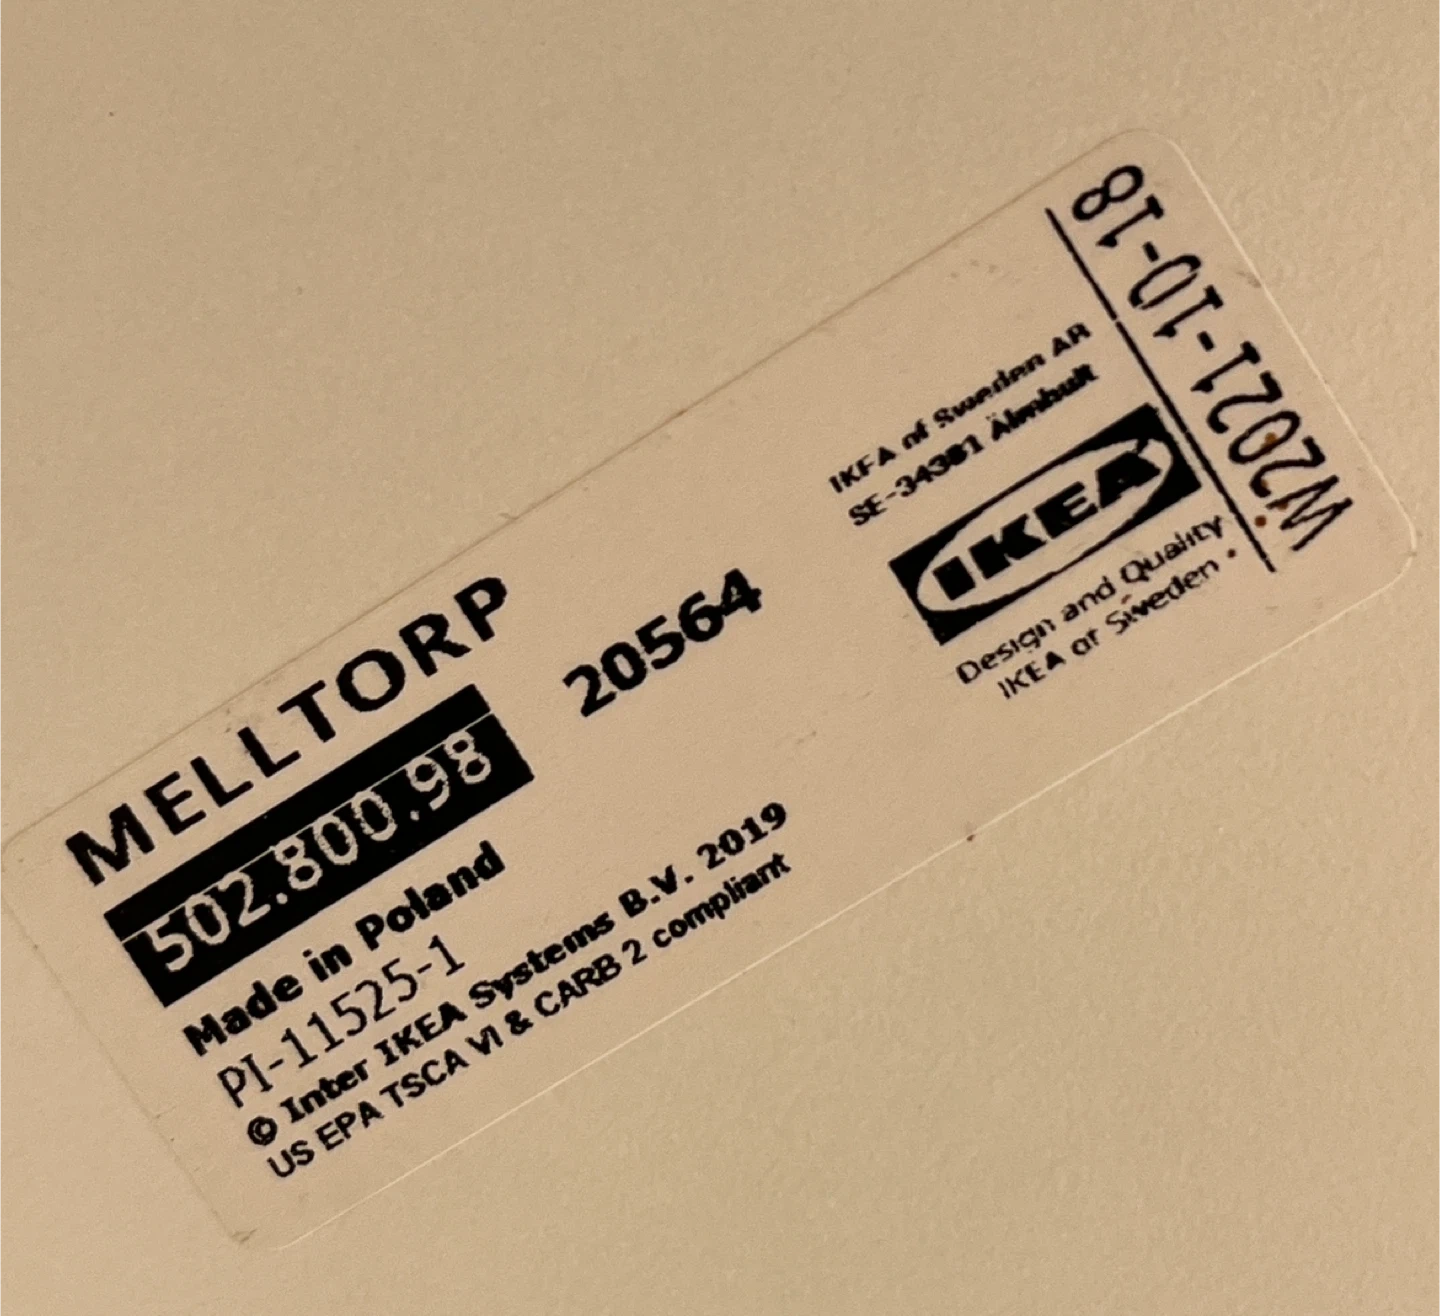 MELLTORP
502.800.98
20564
Made in Poland
PI-11525-1
© Inter IKEA Systems B.V. 2019
US EPA TSCA VI & CARB 2 compliant
IKEA of Sweden AB
SE-34381 Älmhult
IKEA
Design and Quality
IKEA of Sweden
W2021-10-18